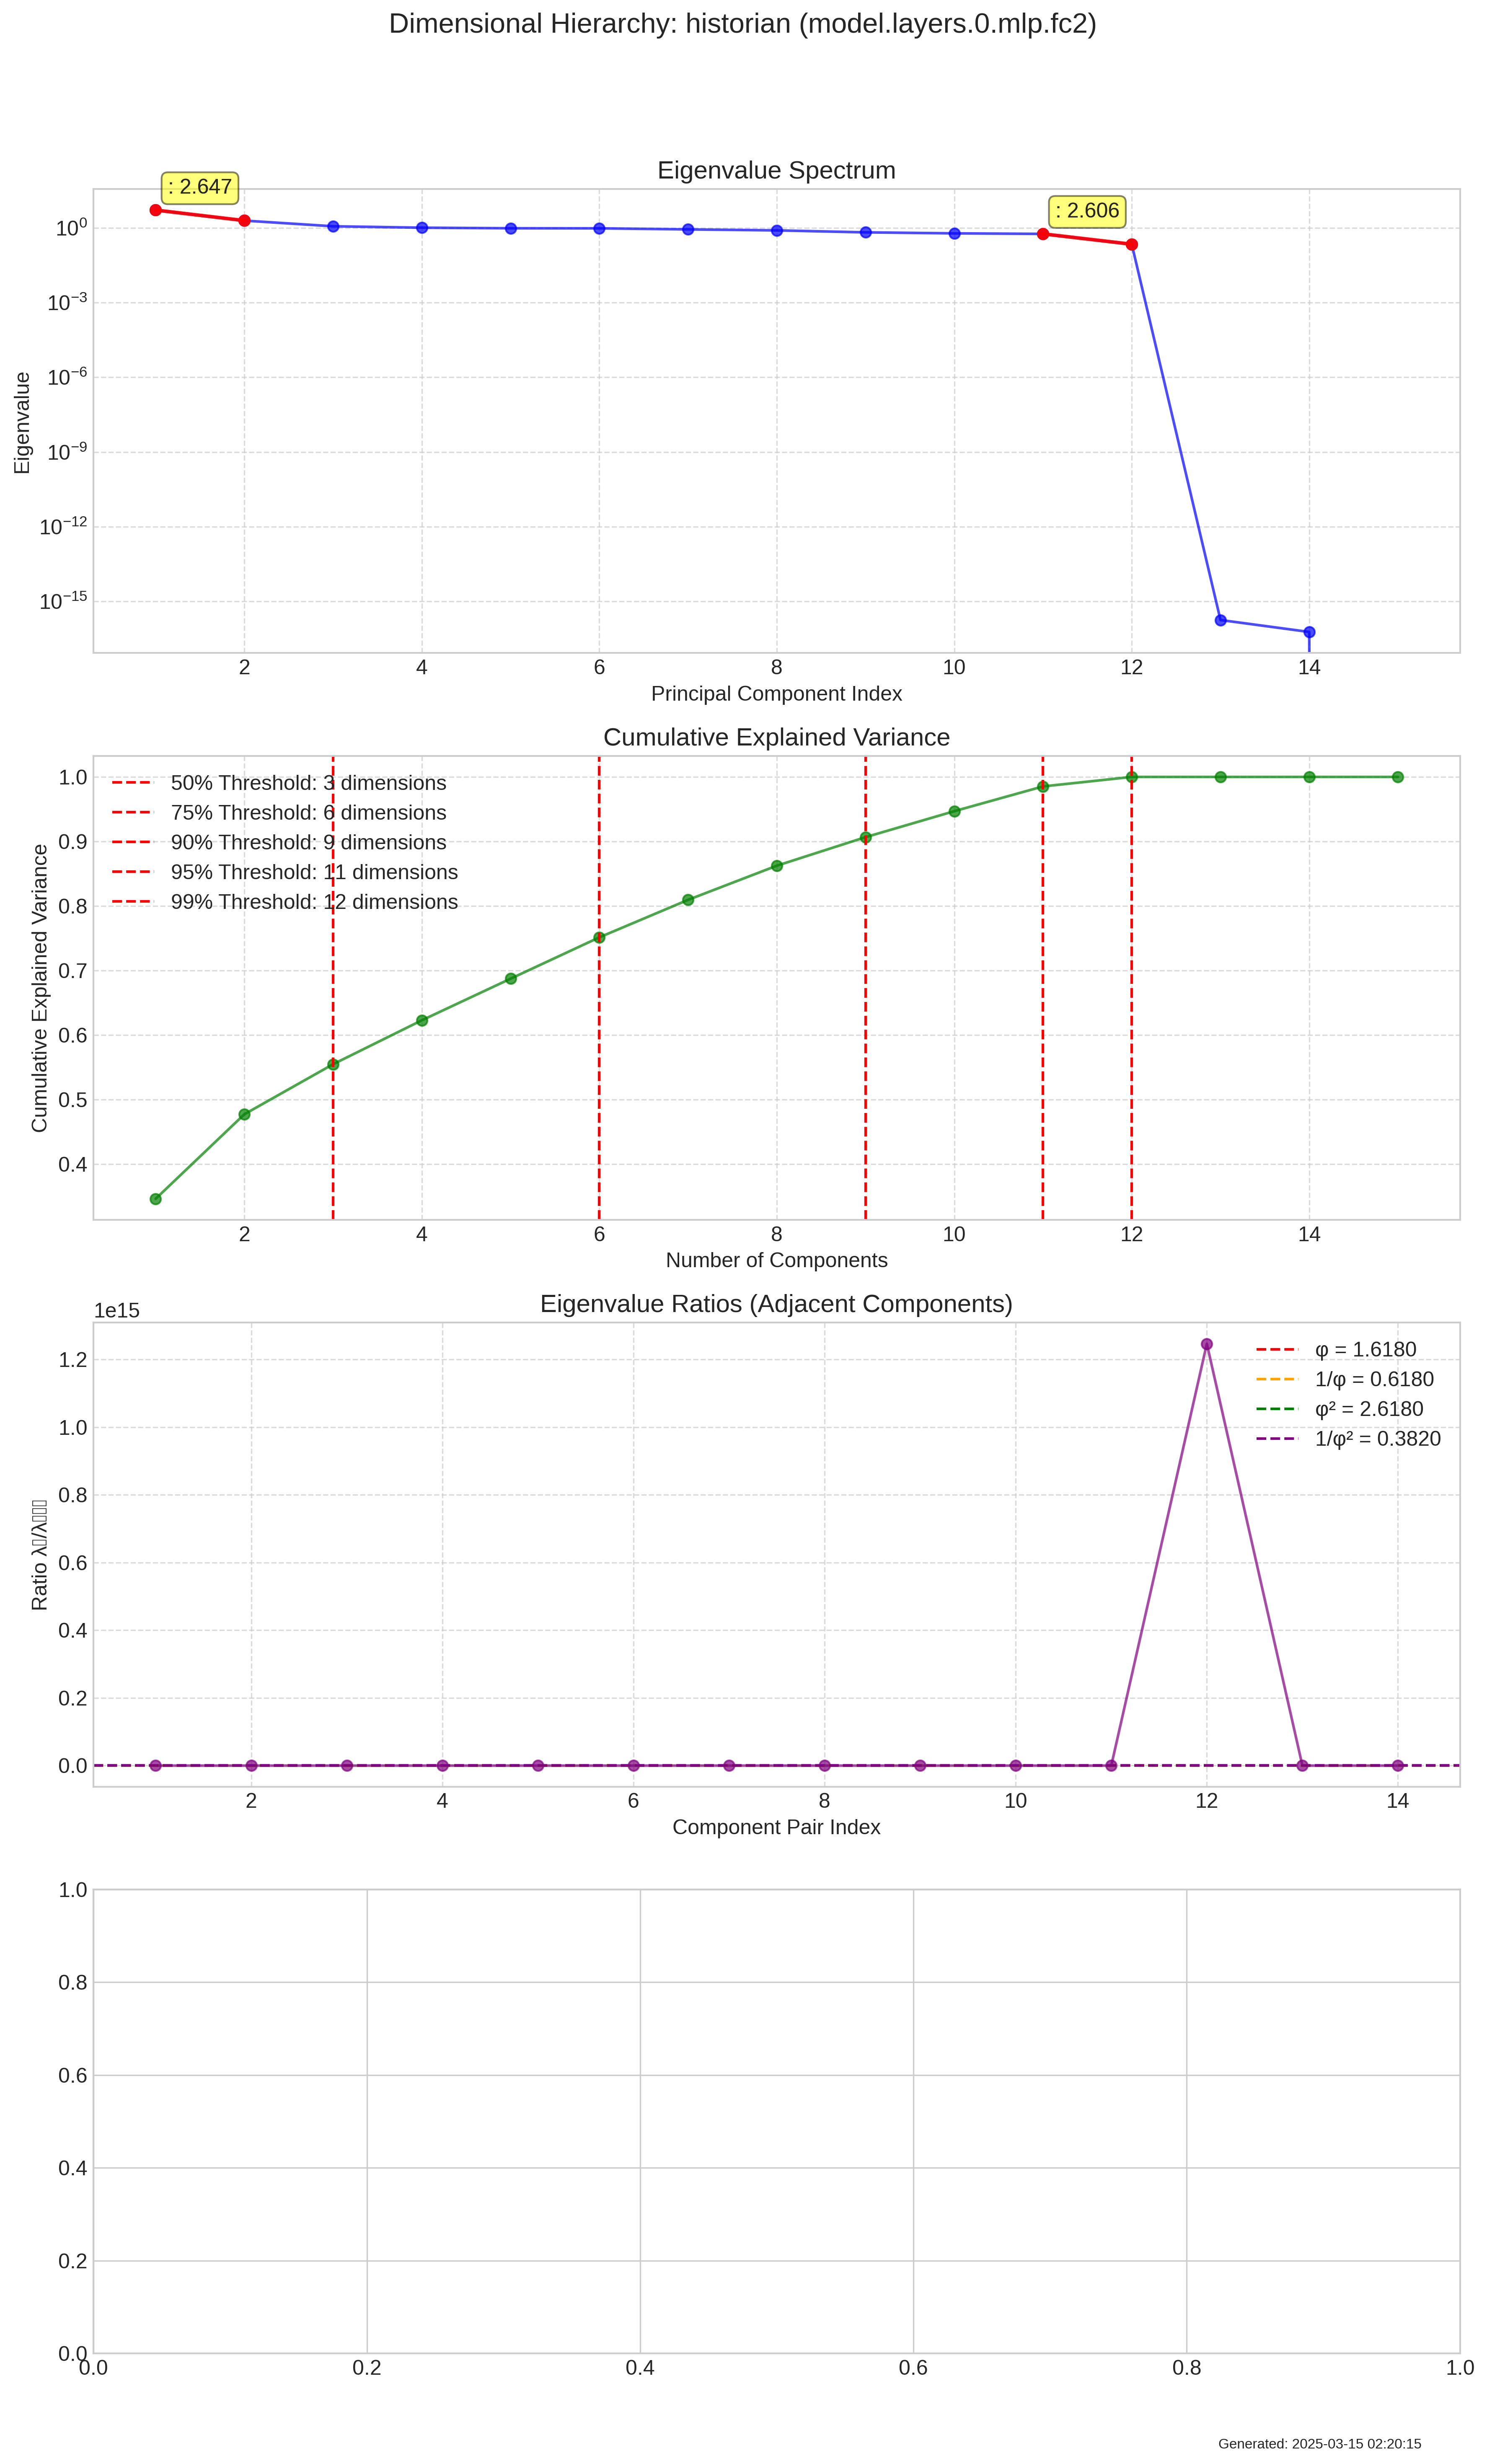 Dimensional Hierarchy: historian (model.layers.0.mlp.fc2)
Eigenvalue Spectrum
: 2.647
: 2.606
10⁰
10⁻³
10⁻⁶
10⁻⁹
10⁻¹²
10⁻¹⁵
Eigenvalue
2 4 6 8 10 12 14
Principal Component Index
Cumulative Explained Variance
50% Threshold: 3 dimensions
75% Threshold: 6 dimensions
90% Threshold: 9 dimensions
95% Threshold: 11 dimensions
99% Threshold: 12 dimensions
1.0
0.9
0.8
0.7
0.6
0.5
0.4
Cumulative Explained Variance
2 4 6 8 10 12 14
Number of Components
Eigenvalue Ratios (Adjacent Components)
1e15
φ = 1.6180
1/φ = 0.6180
φ² = 2.6180
1/φ² = 0.3820
1.2
1.0
0.8
0.6
0.4
0.2
0.0
Ratio λ▯/λ▯▯▯
2 4 6 8 10 12 14
Component Pair Index
1.0
0.8
0.6
0.4
0.2
0.0
0.0 0.2 0.4 0.6 0.8 1.0
Generated: 2025-03-15 02:20:15